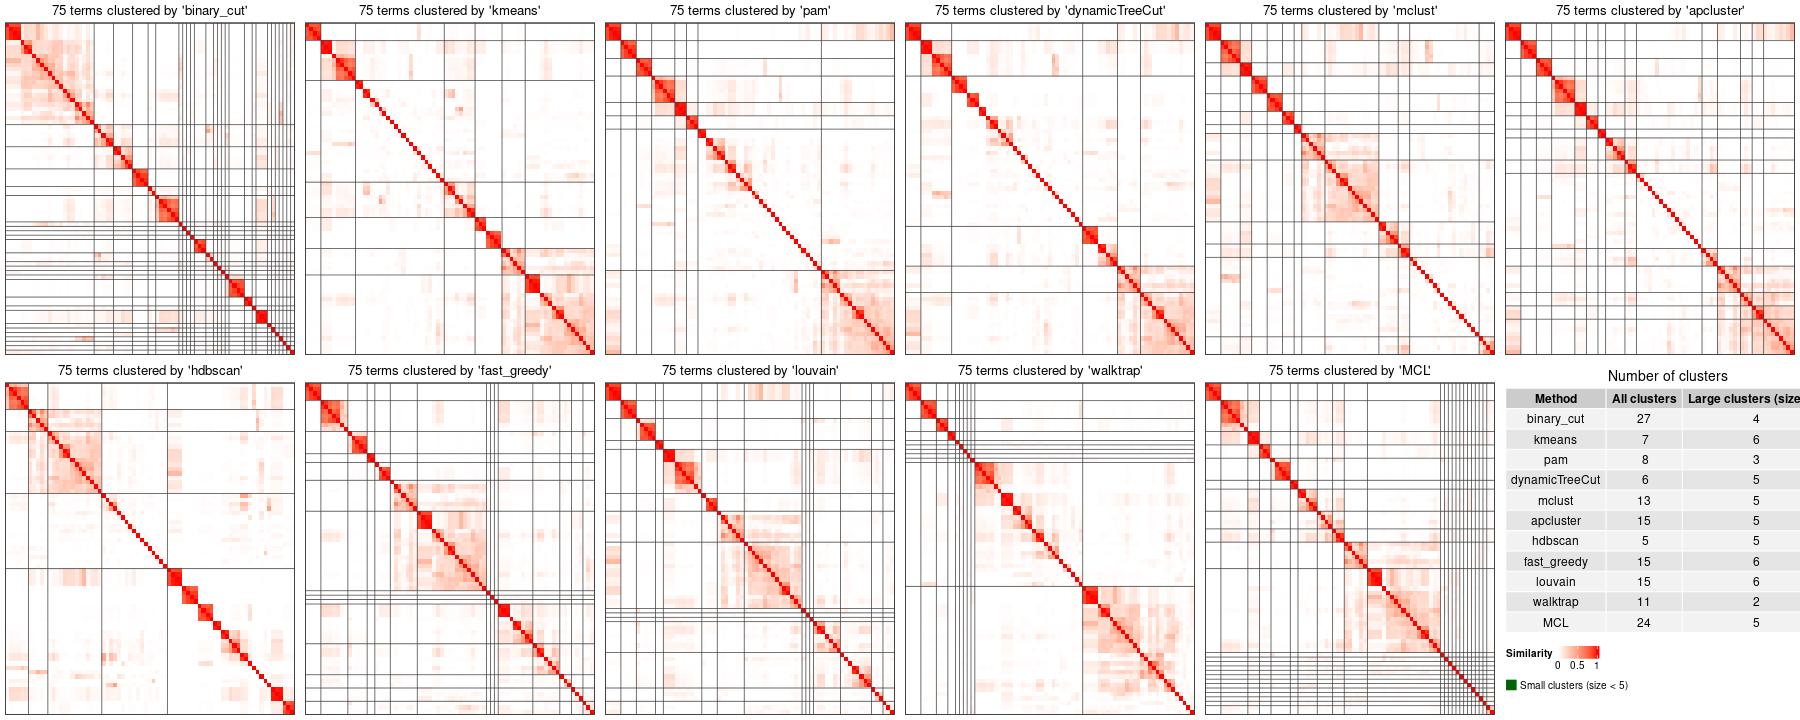 75 terms clustered by 'binary_cut'
75 terms clustered by 'kmeans'
75 terms clustered by 'pam'
75 terms clustered by 'dynamicTreeCut'
75 terms clustered by 'mclust'
75 terms clustered by 'apcluster'
75 terms clustered by 'hdbscan'
75 terms clustered by 'fast_greedy'
75 terms clustered by 'louvain'
75 terms clustered by 'walktrap'
75 terms clustered by 'MCL'
Number of clusters
Method All clusters Large clusters (size
binary_cut 27 4
kmeans 7 6
pam 8 3
dynamicTreeCut 6 5
mclust 13 5
apcluster 15 5
hdbscan 5 5
fast_greedy 15 6
louvain 15 6
walktrap 11 2
MCL 24 5
Similarity
0 0.5 1
Small clusters (size < 5)